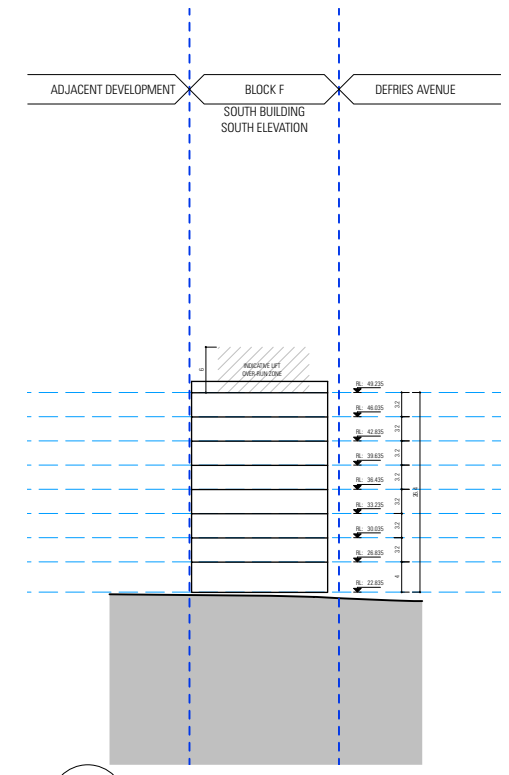 ADJACENT DEVELOPMENT
BLOCK F
DEFRIES AVENUE
SOUTH BUILDING
SOUTH ELEVATION
6
INDICATIVE LIFT
OVER-RUN ZONE
RL: 49.235
3.2
RL: 46.035
3.2
RL: 42.835
3.2
RL: 39.635
3.2
RL: 36.435
26.4
3.2
RL: 33.235
3.2
RL: 30.035
3.2
RL: 26.835
4
RL: 22.835